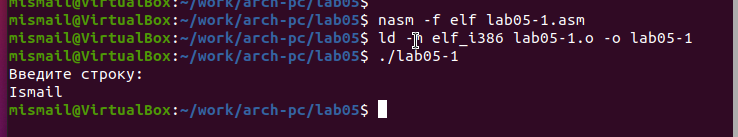 mismail@VirtualBox:~/work/arch-pc/lab05$ nasm -f elf lab05-1.asm
mismail@VirtualBox:~/work/arch-pc/lab05$ ld -m elf_i386 lab05-1.o -o lab05-1
mismail@VirtualBox:~/work/arch-pc/lab05$ ./lab05-1
Введите строку:
Ismail
mismail@VirtualBox:~/work/arch-pc/lab05$